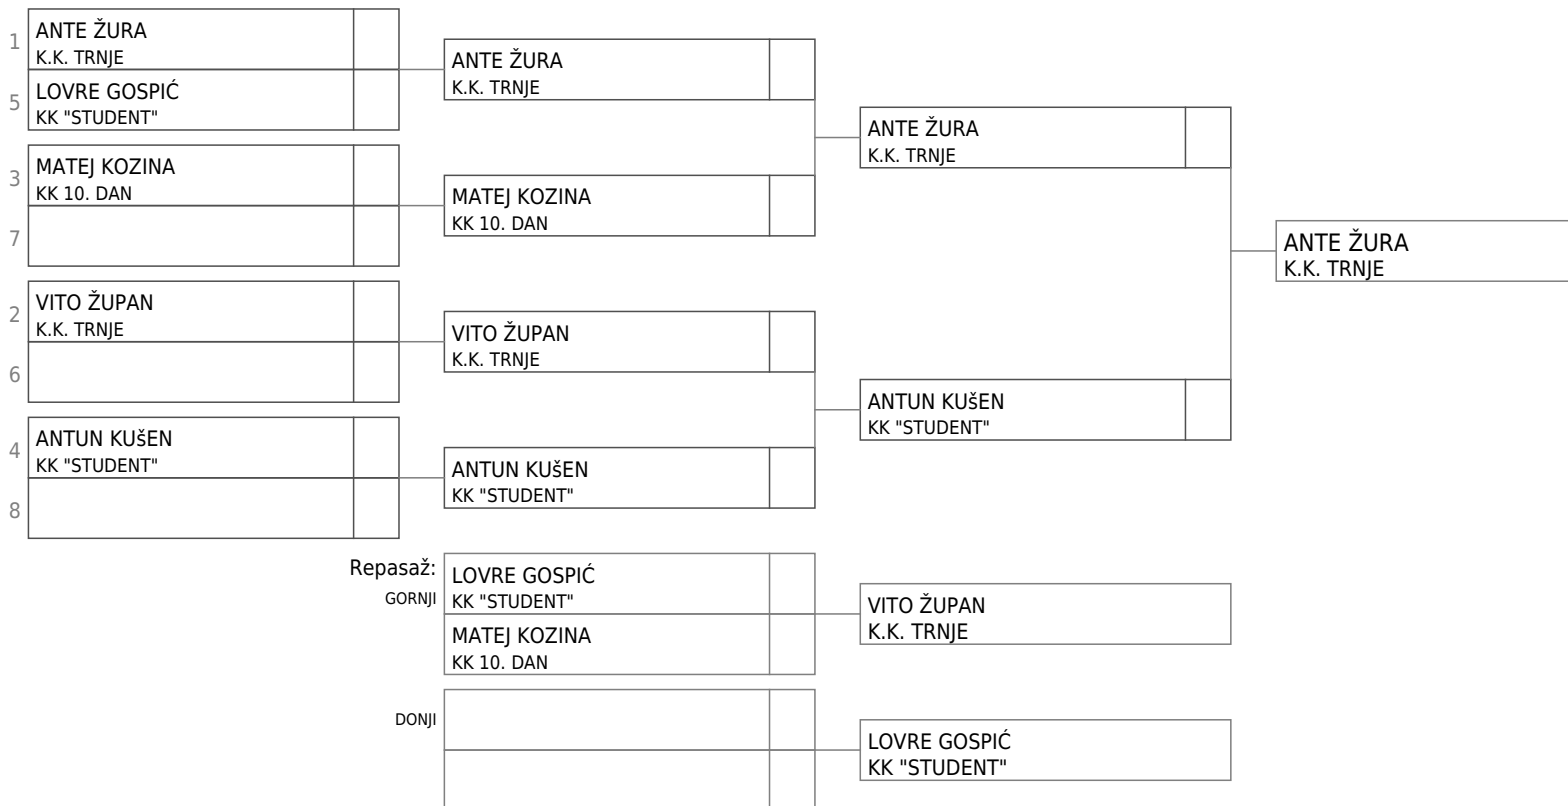 1
ANTE ŽURA
K.K. TRNJE
5
LOVRE GOSPIĆ
KK "STUDENT"
3
MATEJ KOZINA
KK 10. DAN
7
2
VITO ŽUPAN
K.K. TRNJE
6
4
ANTUN KUšEN
KK "STUDENT"
8
ANTE ŽURA
K.K. TRNJE
MATEJ KOZINA
KK 10. DAN
VITO ŽUPAN
K.K. TRNJE
ANTUN KUšEN
KK "STUDENT"
ANTE ŽURA
K.K. TRNJE
ANTUN KUšEN
KK "STUDENT"
ANTE ŽURA
K.K. TRNJE
Repasaž:
GORNJI
LOVRE GOSPIĆ
KK "STUDENT"
MATEJ KOZINA
KK 10. DAN
VITO ŽUPAN
K.K. TRNJE
DONJI
LOVRE GOSPIĆ
KK "STUDENT"